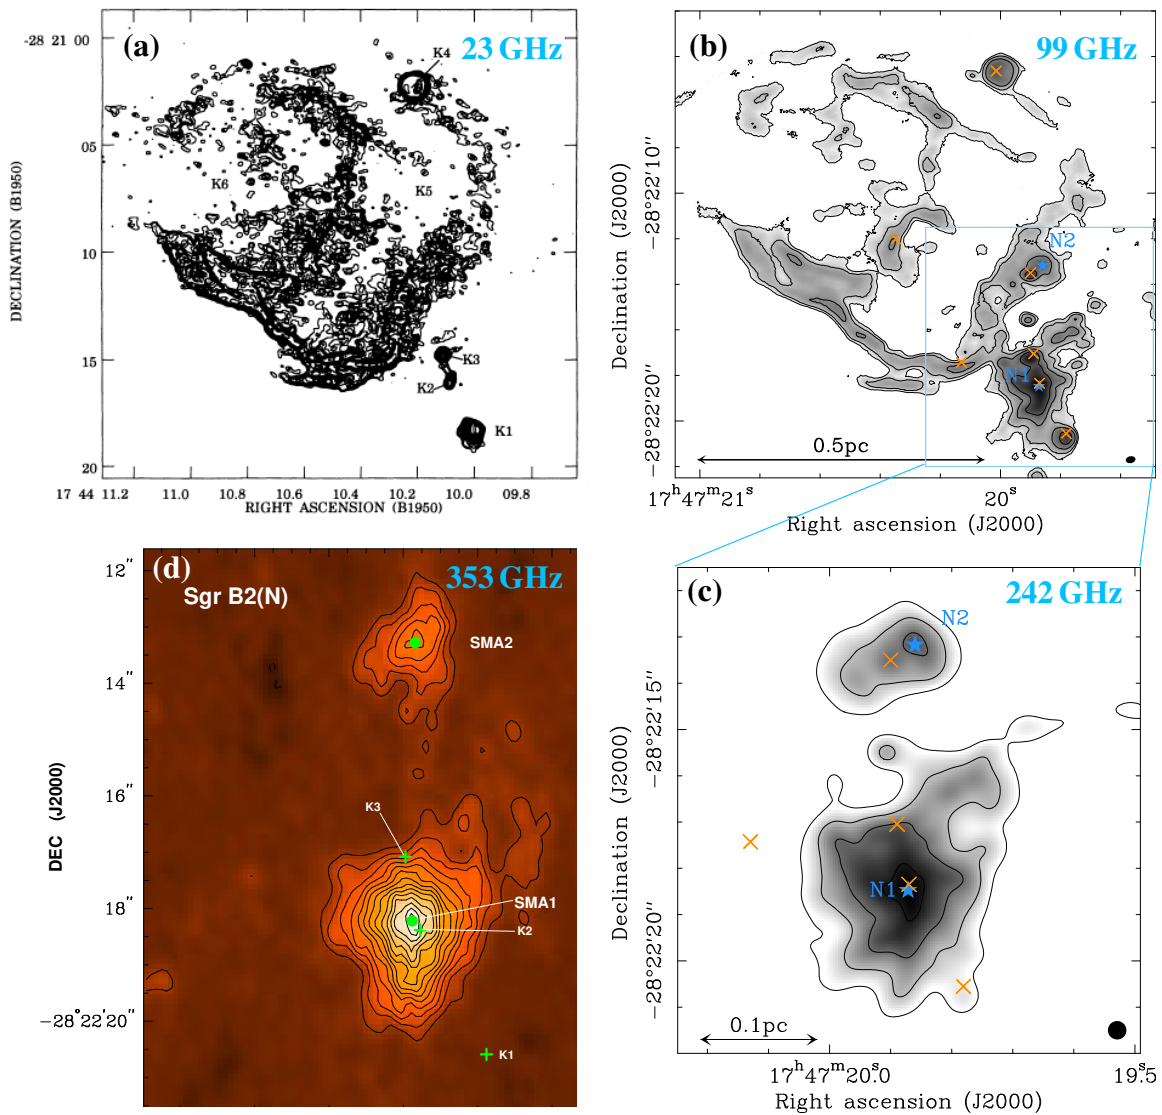 (a)
23 GHz
-28 21 00
05
10
15
20
DECLINATION (B1950)
K4
K6
K5
K3
K2
K1
17 44 11.2
11.0
10.8
10.6
10.4
10.2
10.0
09.8
RIGHT ASCENSION (B1950)
(b)
99 GHz
Declination (J2000)
−28°22′10″
−28°22′20″
N2
N1
0.5pc
17ʰ47ᵐ21ˢ
20ˢ
Right ascension (J2000)
(d)
353 GHz
Sgr B2(N)
DEC (J2000)
12″
14″
16″
18″
−28°22′20″
SMA2
K3
SMA1
K2
K1
(c)
242 GHz
N2
N1
Declination (J2000)
−28°22′15″
−28°22′20″
0.1pc
17ʰ47ᵐ20ˢ.0
19ˢ.5
Right ascension (J2000)